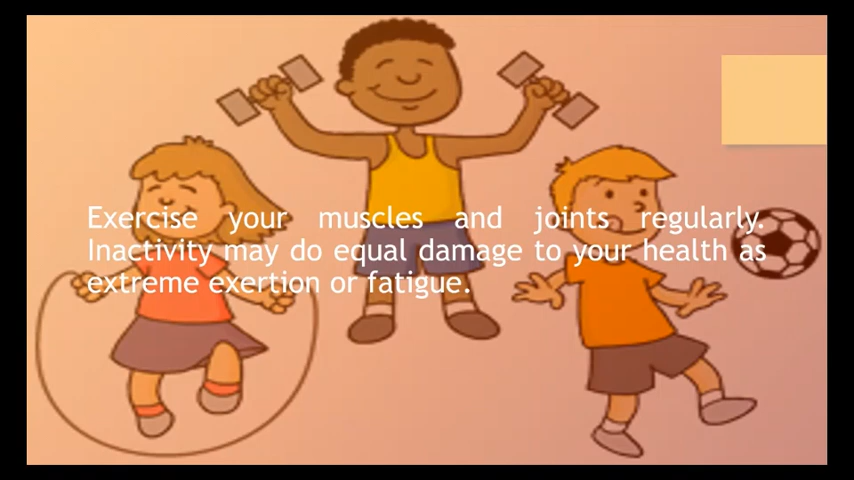 Exercise your muscles and joints regularly.
Inactivity may do equal damage to your health as
extreme exertion or fatigue.